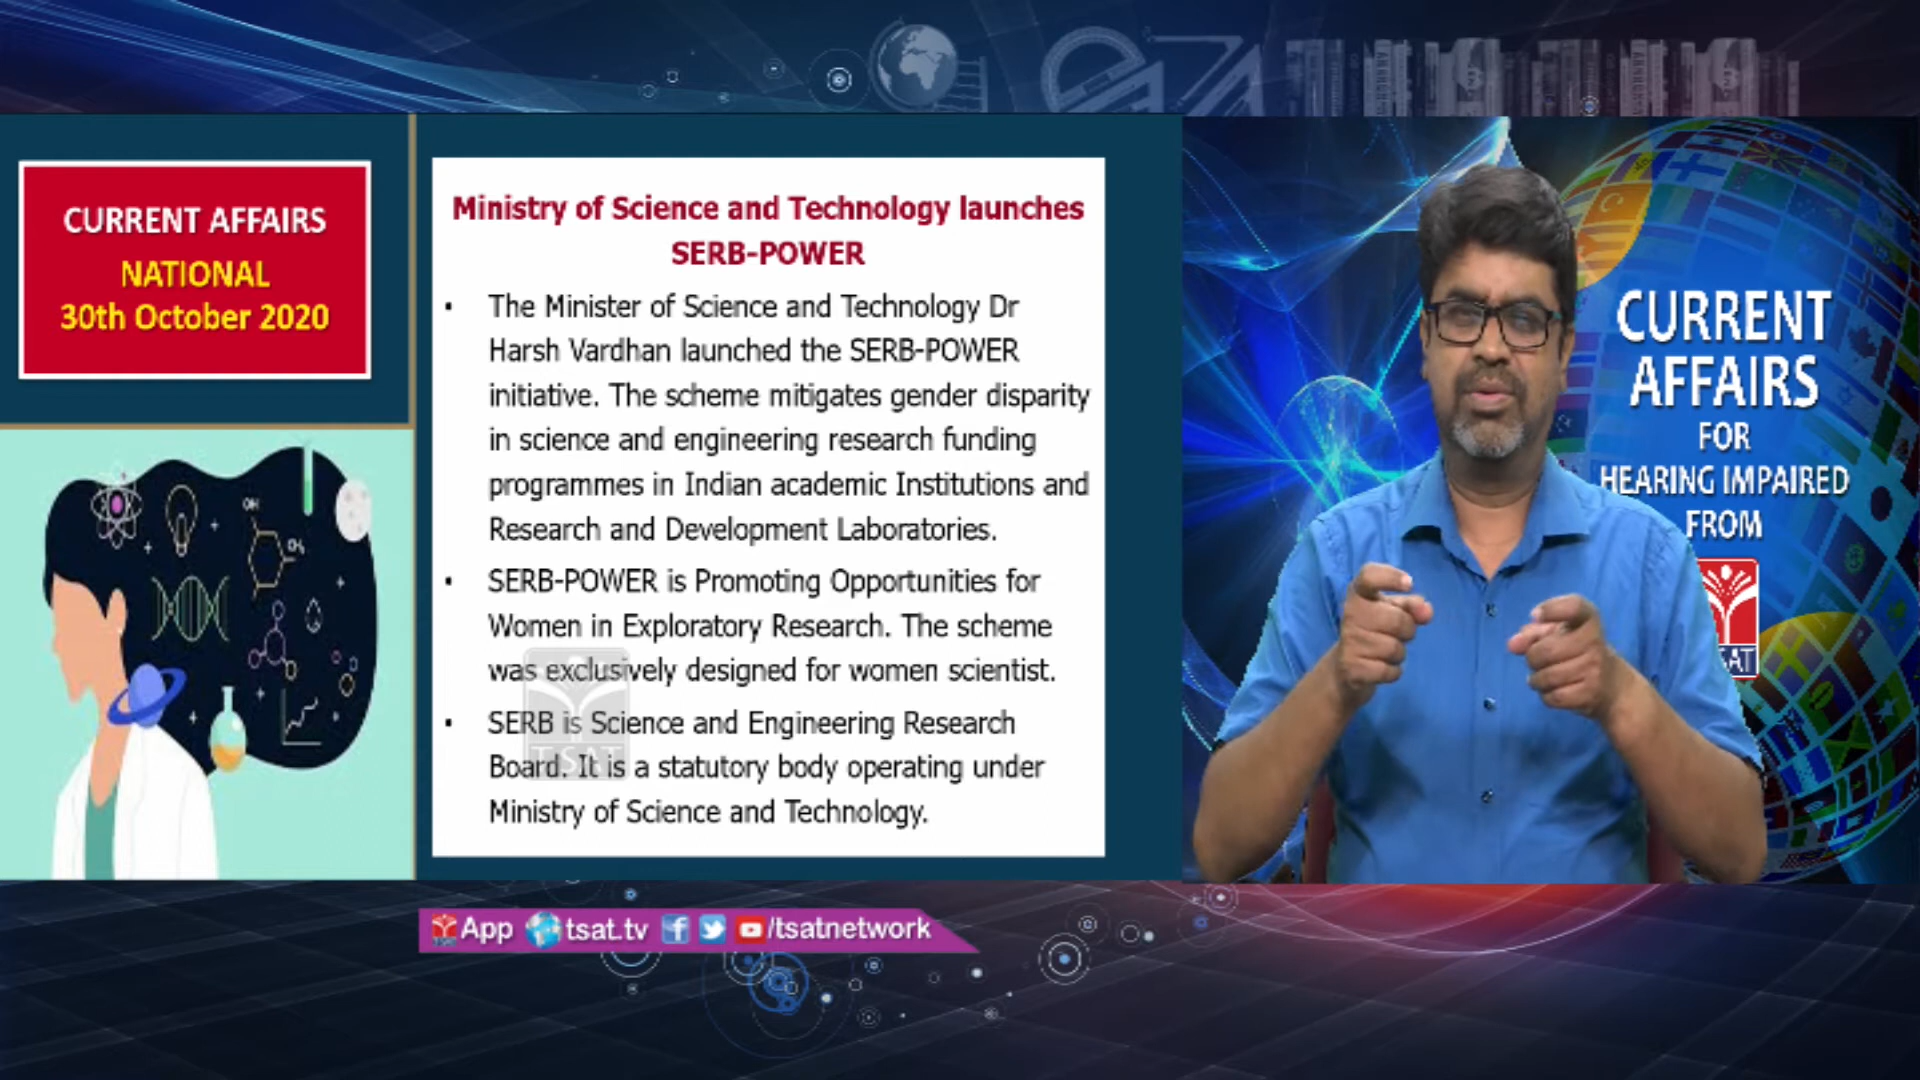 CURRENT AFFAIRS
NATIONAL
30th October 2020
Ministry of Science and Technology launches
SERB-POWER
• The Minister of Science and Technology Dr
Harsh Vardhan launched the SERB-POWER
initiative. The scheme mitigates gender disparity
in science and engineering research funding
programmes in Indian academic Institutions and
Research and Development Laboratories.
• SERB-POWER is Promoting Opportunities for
Women in Exploratory Research. The scheme
was exclusively designed for women scientist.
• SERB is Science and Engineering Research
Board. It is a statutory body operating under
Ministry of Science and Technology.
TSAT
OH
CURRENT
AFFAIRS
FOR
HEARING IMPAIRED
FROM
SAT
App tsat.tv /tsatnetwork